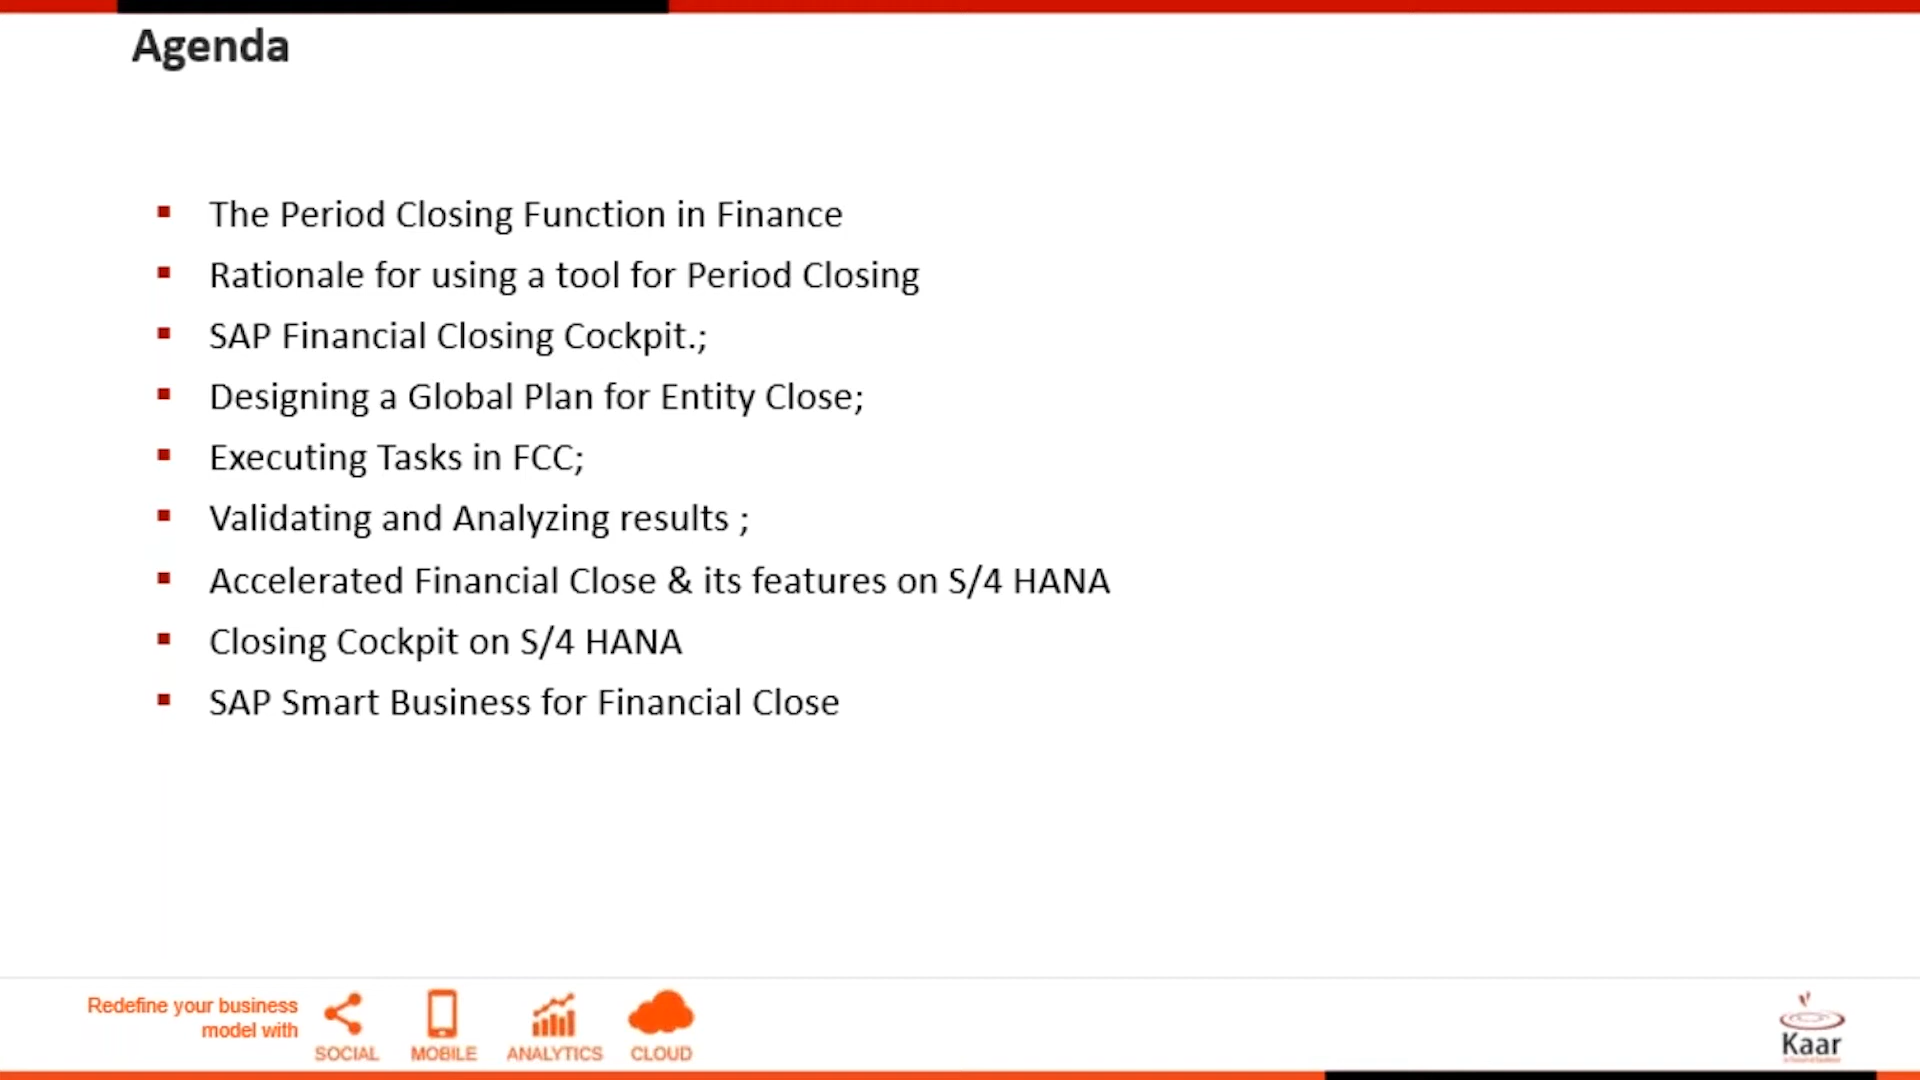 Agenda
The Period Closing Function in Finance
Rationale for using a tool for Period Closing
SAP Financial Closing Cockpit.;
Designing a Global Plan for Entity Close;
Executing Tasks in FCC;
Validating and Analyzing results ;
Accelerated Financial Close & its features on S/4 HANA
Closing Cockpit on S/4 HANA
SAP Smart Business for Financial Close
Redefine your business
model with
SOCIAL
MOBILE
ANALYTICS
CLOUD
Kaar